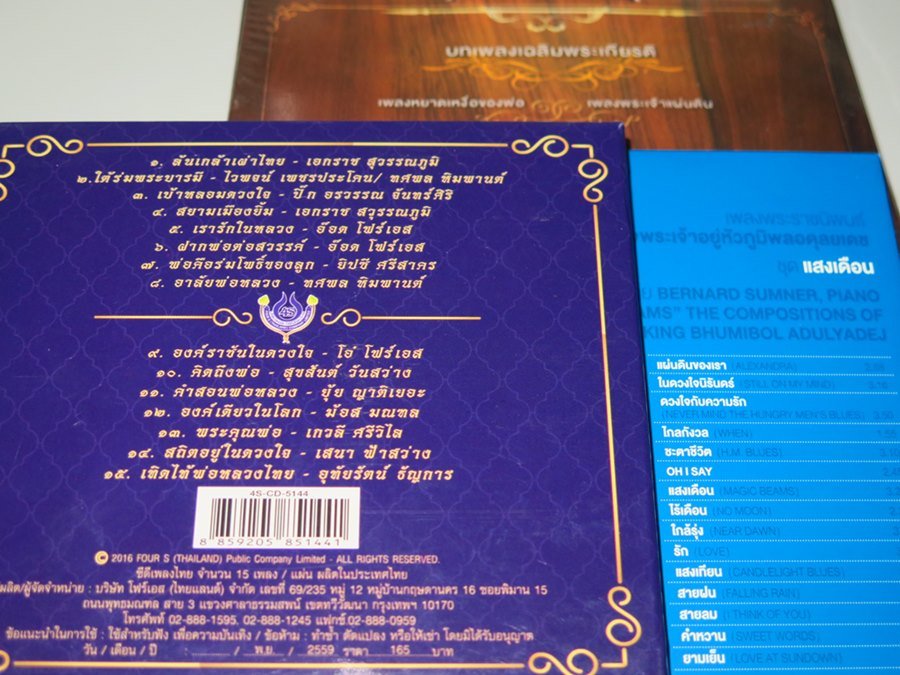 บทเพลงเฉลิมพระเกียรติ
เพลงหยาดเหงื่อของพ่อ เพลงพระเจ้าแผ่นดิน
๑. ต้นเกล้าเผ่าไทย - เอกราช สุวรรณภูมิ
๒. ใต้ร่มพระบารมี - ไวพจน์ เพชรประโคน/ ทศพล หิมพานต์
๓. เบ้าหลอมดวงใจ - ปิ๊ก อรวรรณ จันทร์ศิริ
๔. สยามเมืองยิ้ม - เอกราช สุวรรณภูมิ
๕. เรารักในหลวง - อ๊อด โฟร์เอส
๖. ฝากพ่อต่อสวรรค์ - อ๊อด โฟร์เอส
๗. พ่อคือร่มโพธิ์ของลูก - ยิปซี ศรีสาคร
๘. อาลัยพ่อหลวง - ทศพล หิมพานต์
๙. องค์ราชันในดวงใจ - โอ๋ โฟร์เอส
๑๐. คิดถึงพ่อ - สุขสันต์ วันสว่าง
๑๑. คำสอนพ่อหลวง - ยุ้ย ญาติเยอะ
๑๒. องค์เดียวในโลก - ม๊อส มณฑล
๑๓. พระคุณพ่อ - เกวลี ศรีวิไล
๑๔. สถิตอยู่ในดวงใจ - เสนา ฟ้าสว่าง
๑๕. เทิดไท้พ่อหลวงไทย - อุทัยรัตน์ ธัญการ
4S-CD-5144
8 859205 851441
© 2016 FOUR S (THAILAND) Public Company Limited - ALL RIGHTS RESERVED.
ซีดีเพลงไทย จำนวน 15 เพลง / แผ่น ผลิตในประเทศไทย
ผลิต/ผู้จัดจำหน่าย : บริษัท โฟร์เอส (ไทยแลนด์) จำกัด เลขที่ 69/235 หมู่ 12 หมู่บ้านกฤษดานคร 16 ซอยพิมาน 15
ถนนพุทธมณฑล สาย 3 แขวงศาลาธรรมสพน์ เขตทวีวัฒนา กรุงเทพฯ 10170
โทรศัพท์ 02-888-1595. 02-888-1245 แฟกซ์.02-888-0959
ข้อแนะนำในการใช้ : ใช้สำหรับฟัง เพื่อความบันเทิง / ข้อห้าม : ทำซ้ำ ดัดแปลง หรือให้เช่า โดยมิได้รับอนุญาต
วัน / เดือน / ปี : ............ / ....พ.ย..... / 2559 ราคา 165 บาท
เพลงพระราชนิพนธ์
พระเจ้าอยู่หัวภูมิพลอดุลยเดช
ชุด แสงเดือน
BERNARD SUMNER, PIANO
AMS" THE COMPOSITIONS OF
KING BHUMIBOL ADULYADEJ
แผ่นดินของเรา (ALEXANDRA)
ในดวงใจนิรันดร์ (STILL ON MY MIND) 3.16
ดวงใจกับความรัก
(NEVER MIND THE HUNGRY MEN'S BLUES) 3.50
ไกลกังวล (WHEN)
ชะตาชีวิต (H.M. BLUES)
OH I SAY
แสงเดือน (MAGIC BEAMS)
ไร้เดือน (NO MOON)
ใกล้รุ่ง (NEAR DAWN)
รัก (LOVE)
แสงเทียน (CANDLELIGHT BLUES)
สายฝน (FALLING RAIN)
สายลม (I THINK OF YOU)
คำหวาน (SWEET WORDS)
ยามเย็น (LOVE AT SUNDOWN)